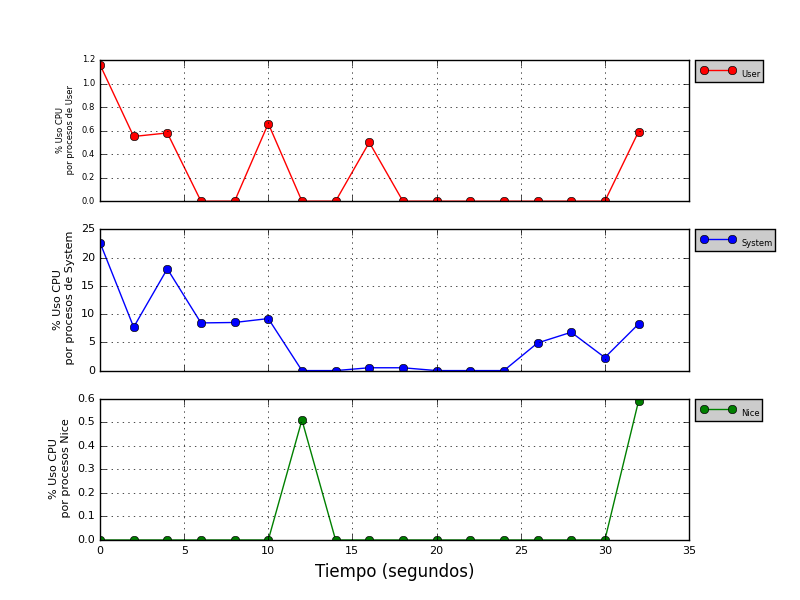 1.2
1.0
0.8
0.6
0.4
0.2
0.0
% Uso CPU
por procesos de User
User
25
20
15
10
5
0
% Uso CPU
por procesos de System
System
0.6
0.5
0.4
0.3
0.2
0.1
0.0
% Uso CPU
por procesos Nice
Nice
0 5 10 15 20 25 30 35
Tiempo (segundos)